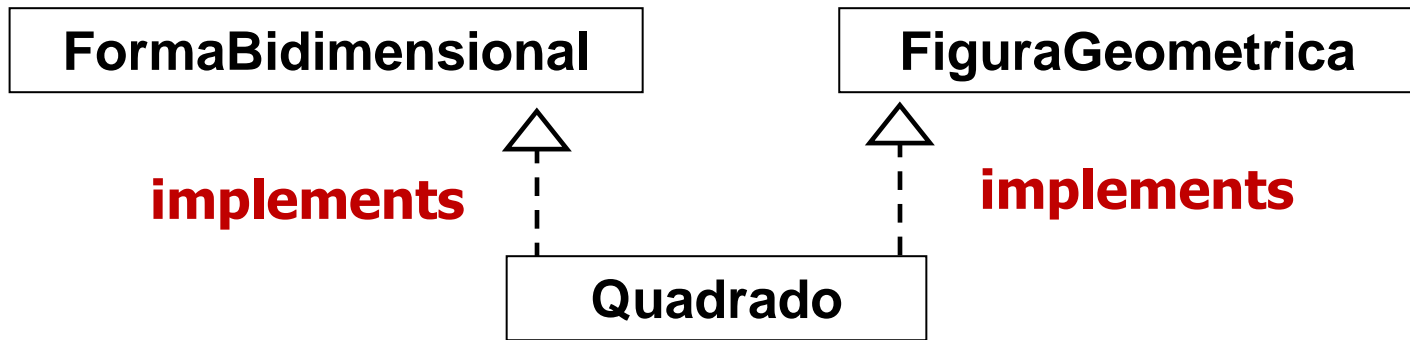 FormaBidimensional
FiguraGeometrica
implements
implements
Quadrado